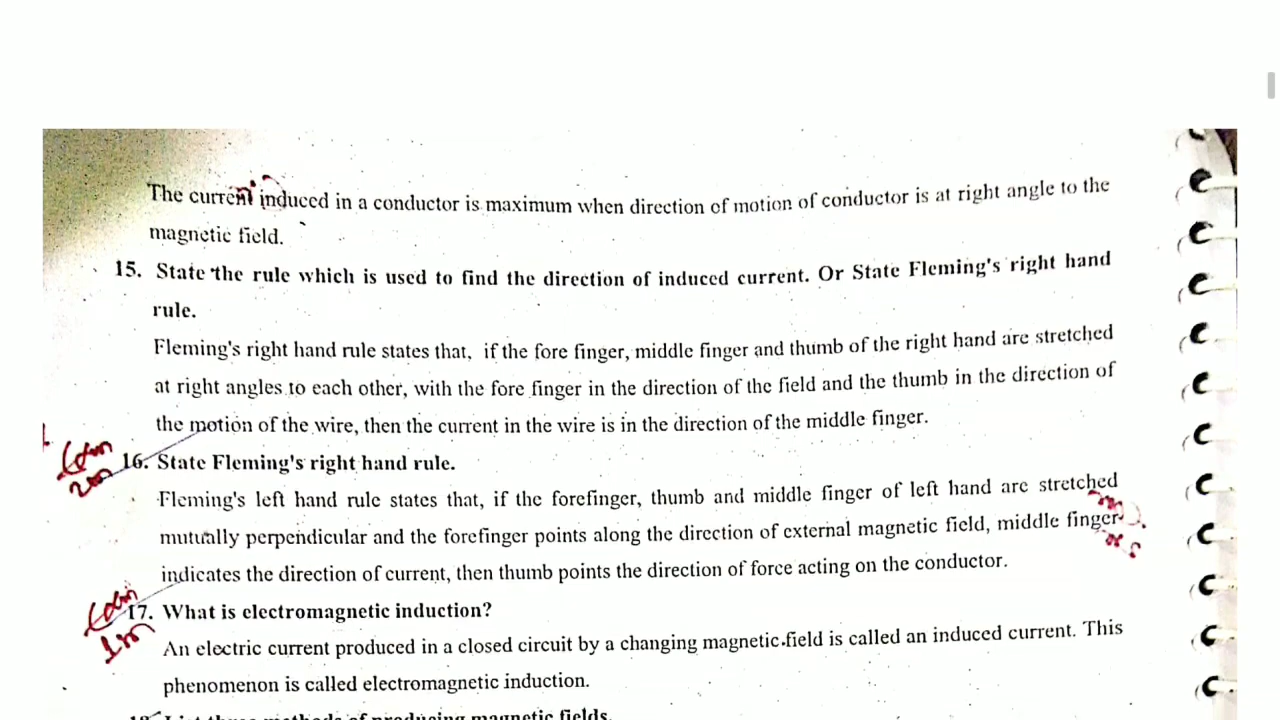 The current induced in a conductor is maximum when direction of motion of conductor is at right angle to the
magnetic field.
15. State the rule which is used to find the direction of induced current. Or State Fleming's right hand
rule.
Fleming's right hand rule states that, if the fore finger, middle finger and thumb of the right hand are stretched
at right angles to each other, with the fore finger in the direction of the field and the thumb in the direction of
the motion of the wire, then the current in the wire is in the direction of the middle finger.
16. State Fleming's right hand rule.
Fleming's left hand rule states that, if the forefinger, thumb and middle finger of left hand are stretched
mutually perpendicular and the forefinger points along the direction of external magnetic field, middle finger
indicates the direction of current, then thumb points the direction of force acting on the conductor.
17. What is electromagnetic induction?
An electric current produced in a closed circuit by a changing magnetic field is called an induced current. This
phenomenon is called electromagnetic induction.
18. List three methods of producing magnetic fields.